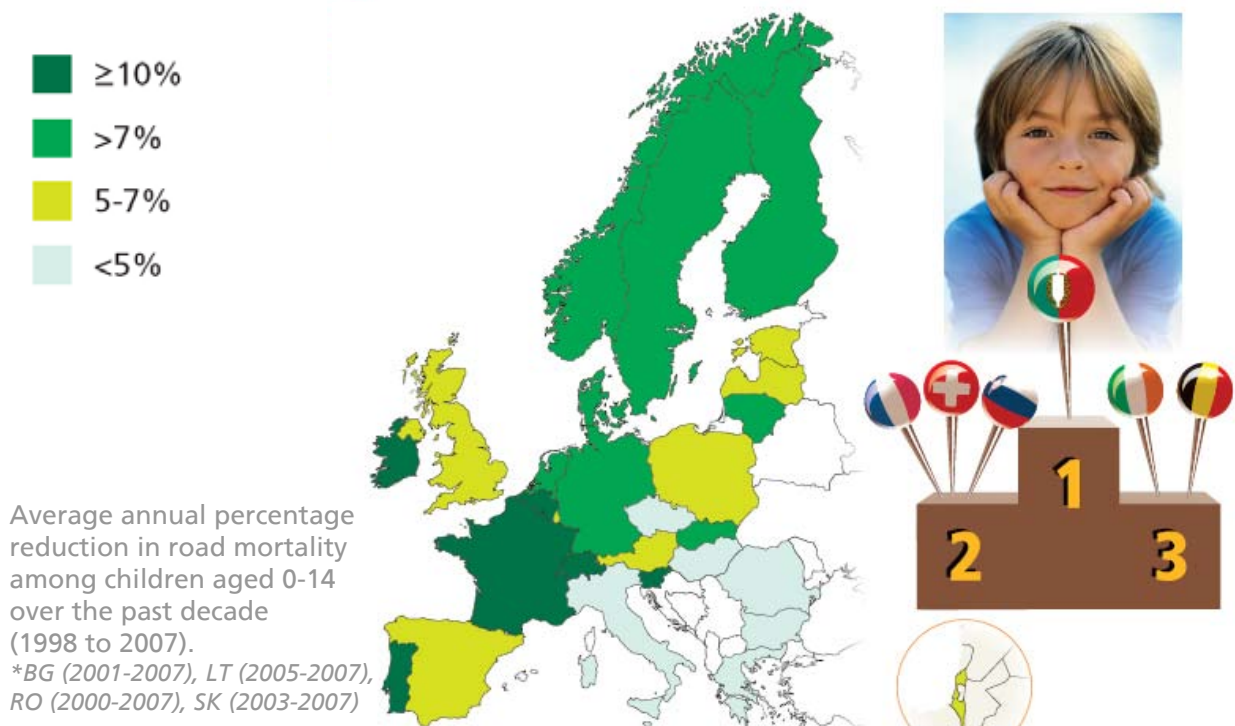 ≥10%
>7%
5-7%
<5%
Average annual percentage
reduction in road mortality
among children aged 0-14
over the past decade
(1998 to 2007).
*BG (2001-2007), LT (2005-2007),
RO (2000-2007), SK (2003-2007)
1
2
3